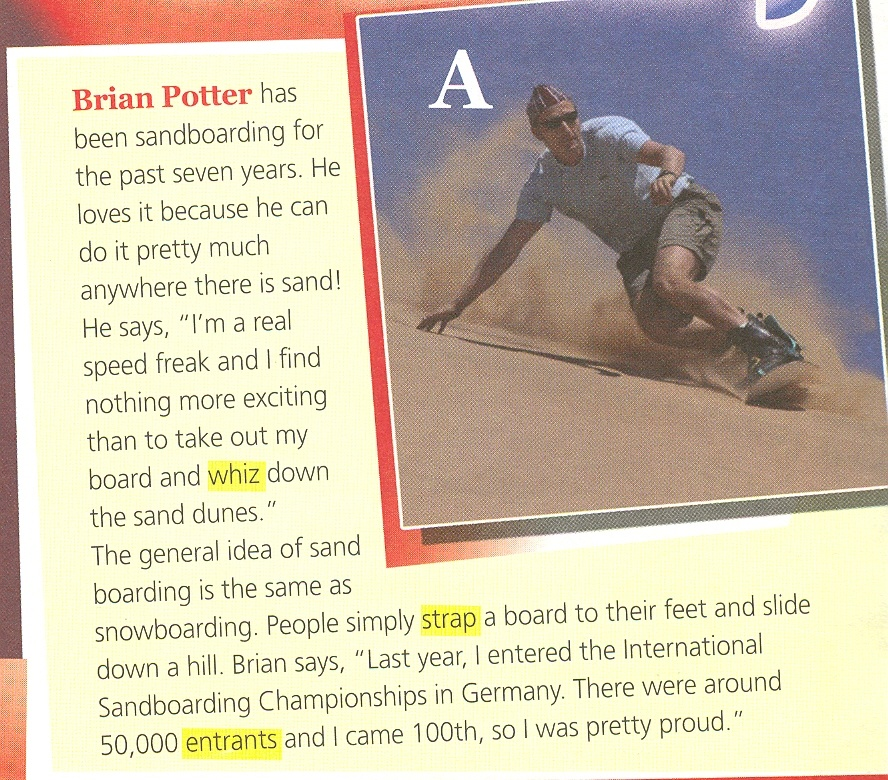 A
Brian Potter has
been sandboarding for
the past seven years. He
loves it because he can
do it pretty much
anywhere there is sand!
He says, “I’m a real
speed freak and I find
nothing more exciting
than to take out my
board and whiz down
the sand dunes.”
The general idea of sand
boarding is the same as
snowboarding. People simply strap a board to their feet and slide
down a hill. Brian says, “Last year, I entered the International
Sandboarding Championships in Germany. There were around
50,000 entrants and I came 100th, so I was pretty proud.”